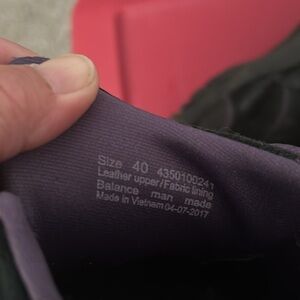 Size 40 4350100241
Leather upper/Fabric lining
Balance man made
Made in Vietnam 04-07-2017